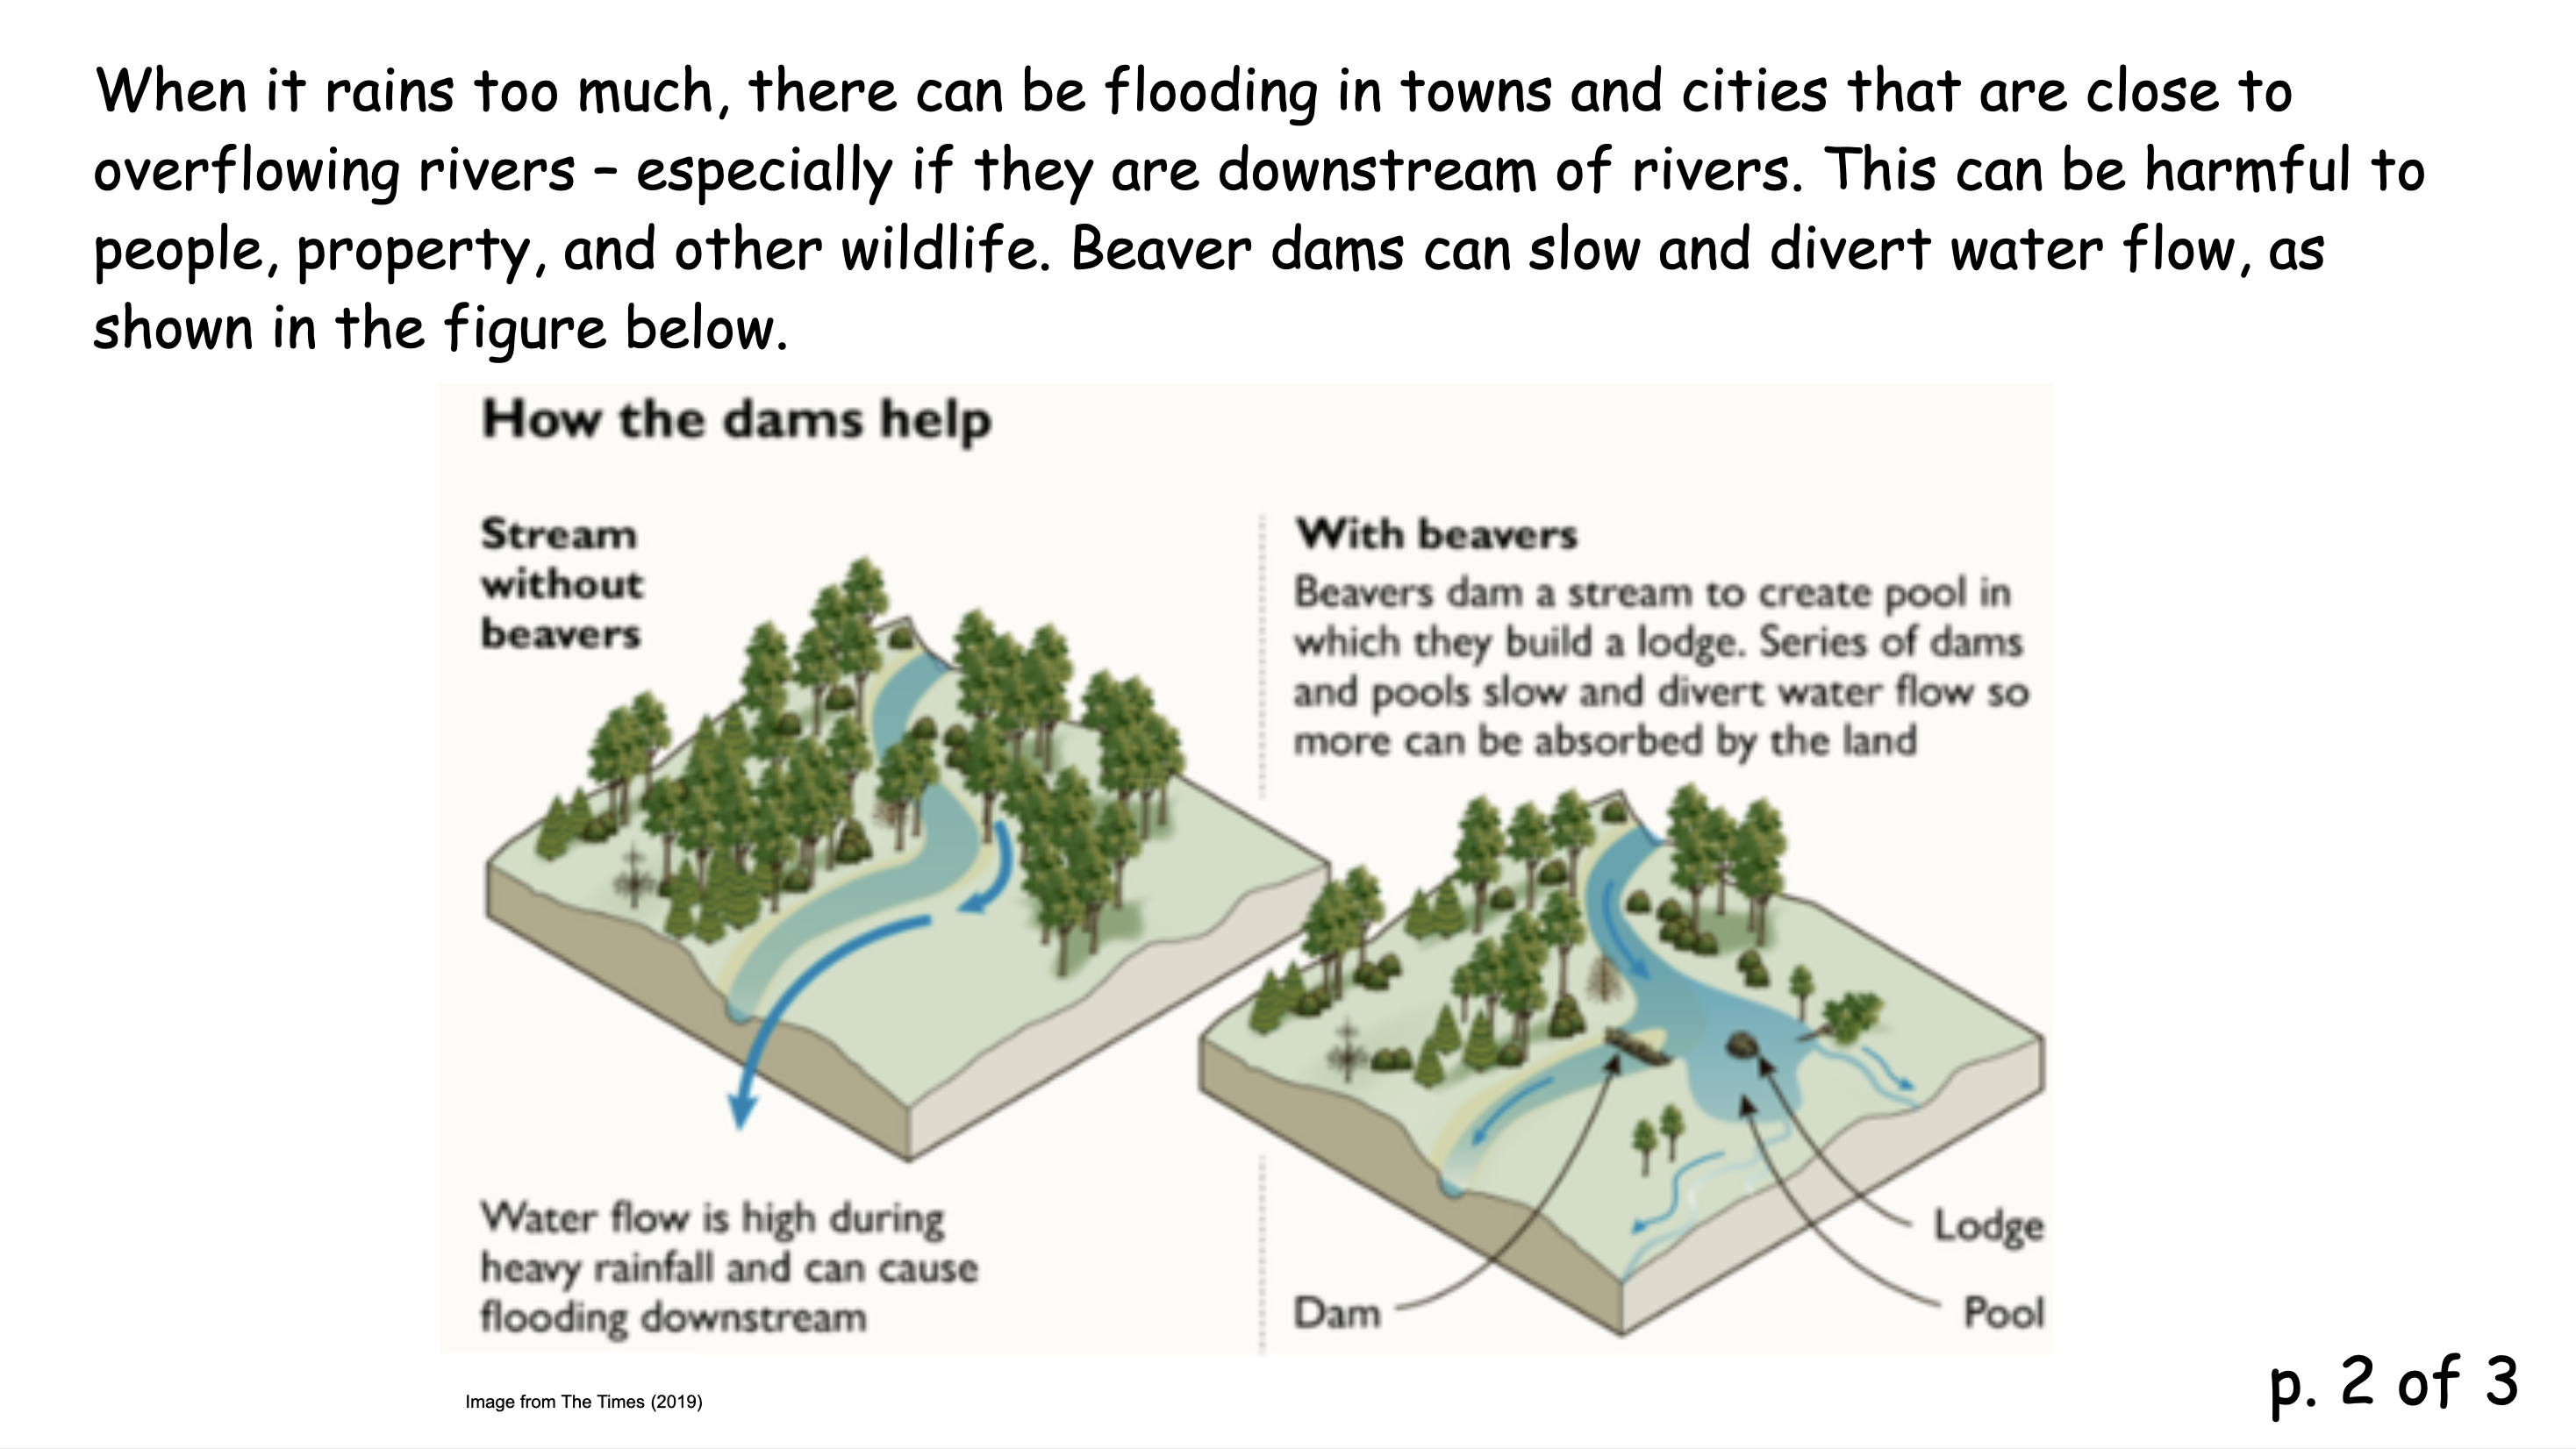 When it rains too much, there can be flooding in towns and cities that are close to
overflowing rivers – especially if they are downstream of rivers. This can be harmful to
people, property, and other wildlife. Beaver dams can slow and divert water flow, as
shown in the figure below.
How the dams help
Stream
without
beavers
Water flow is high during
heavy rainfall and can cause
flooding downstream
With beavers
Beavers dam a stream to create pool in
which they build a lodge. Series of dams
and pools slow and divert water flow so
more can be absorbed by the land
Lodge
Dam
Pool
Image from The Times (2019)
p. 2 of 3